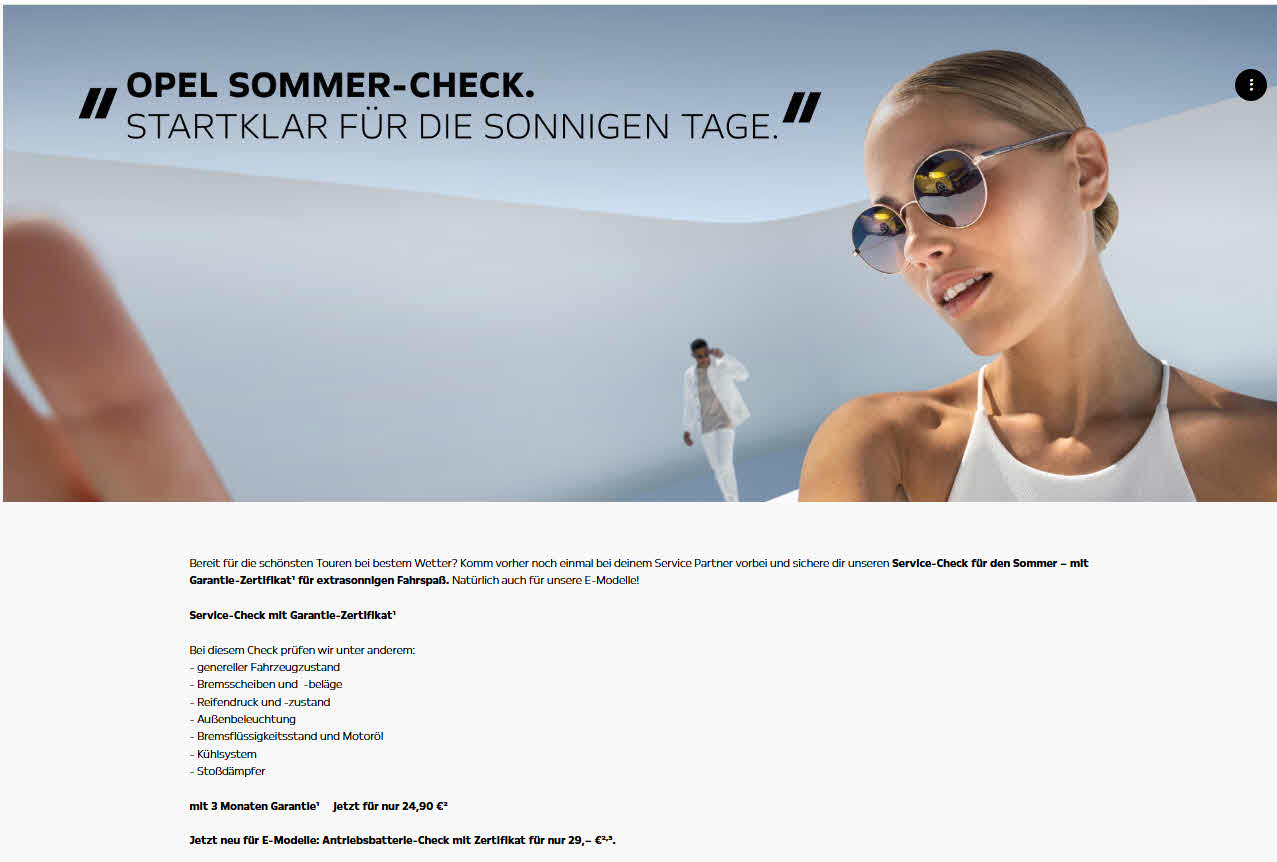 OPEL SOMMER-CHECK.
STARTKLAR FÜR DIE SONNIGEN TAGE.
Bereit für die schönsten Touren bei bestem Wetter? Komm vorher noch einmal bei deinem Service Partner vorbei und sichere dir unseren Service-Check für den Sommer – mit
Garantie-Zertifikat¹ für extrasonnigen Fahrspaß. Natürlich auch für unsere E-Modelle!
Service-Check mit Garantie-Zertifikat¹
Bei diesem Check prüfen wir unter anderem:
- genereller Fahrzeugzustand
- Bremsscheiben und -beläge
- Reifendruck und -zustand
- Außenbeleuchtung
- Bremsflüssigkeitsstand und Motoröl
- Kühlsystem
- Stoßdämpfer
mit 3 Monaten Garantie¹ jetzt für nur 24,90 €²
Jetzt neu für E-Modelle: Antriebsbatterie-Check mit Zertifikat für nur 29,– €²,³.